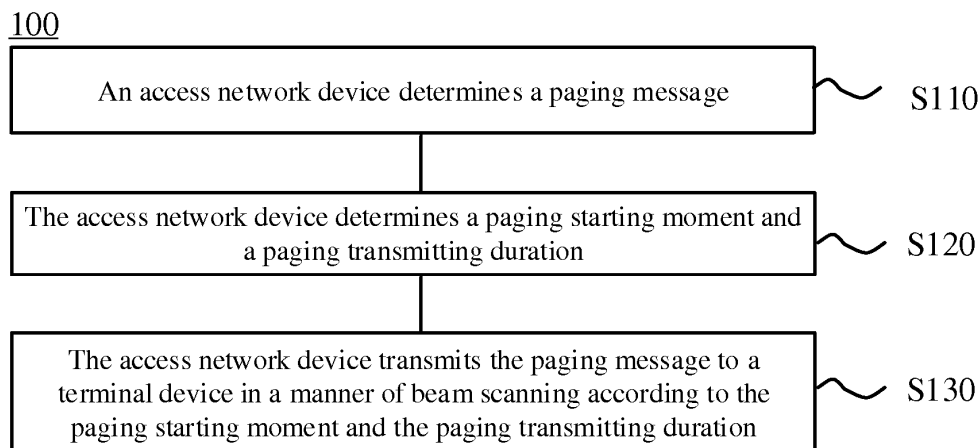 100
An access network device determines a paging message
S110
The access network device determines a paging starting moment and
a paging transmitting duration
S120
The access network device transmits the paging message to a
terminal device in a manner of beam scanning according to the
paging starting moment and the paging transmitting duration
S130